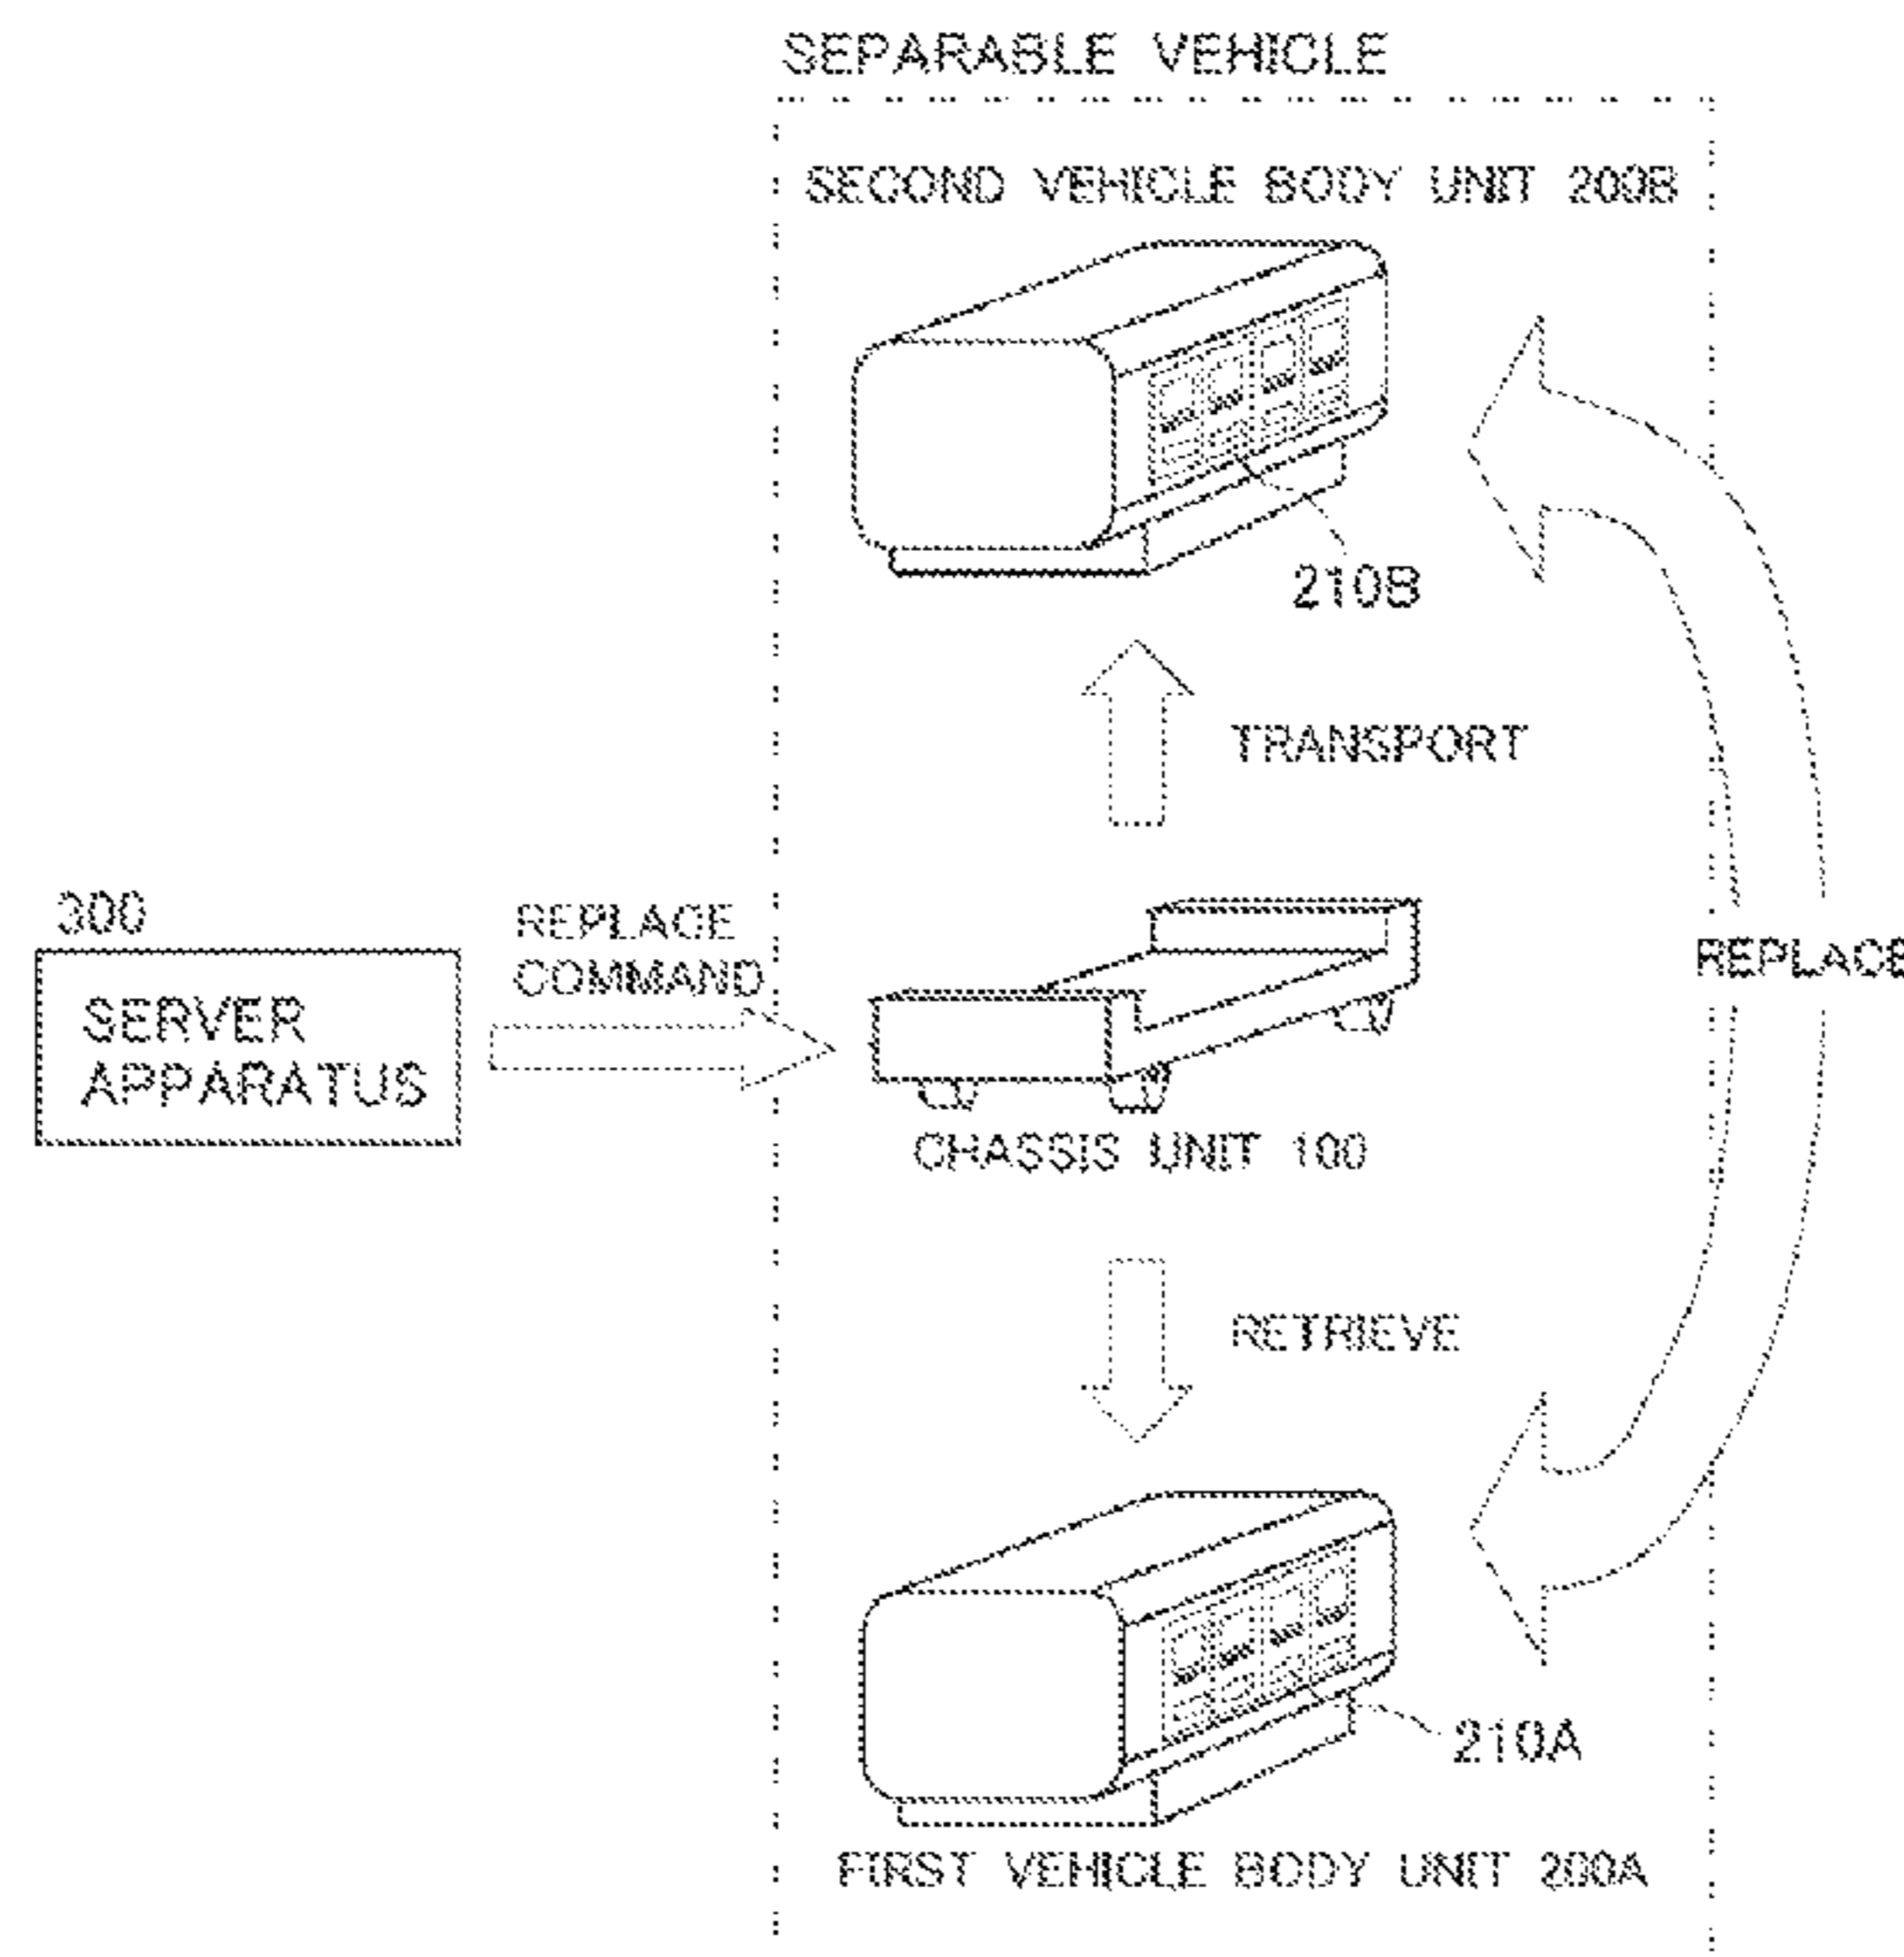 SEPARABLE VEHICLE
SECOND VEHICLE BODY UNIT 200B
210B
TRANSPORT
300
SERVER
APPARATUS
REPLACE
COMMAND
CHASSIS UNIT 100
REPLACE
RETRIEVE
210A
FIRST VEHICLE BODY UNIT 200A